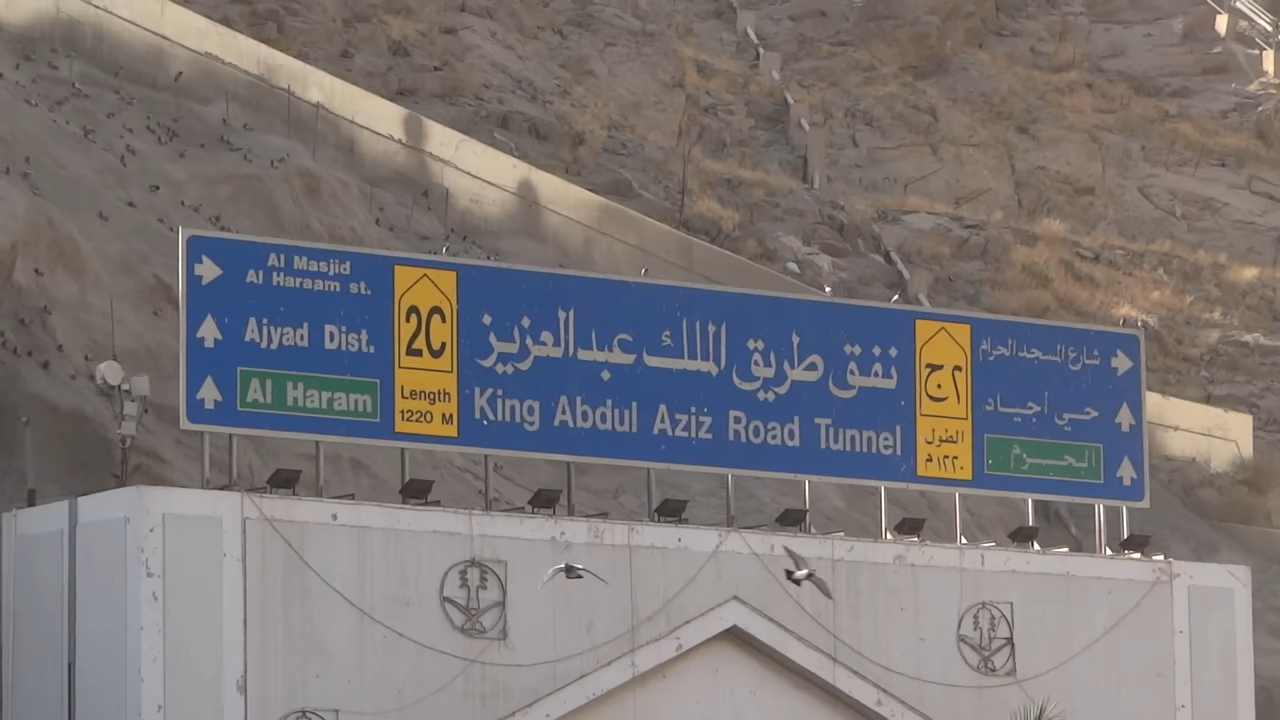 Al Masjid
Al Haraam st.
Ajyad Dist.
Al Haram
2C
Length
1220 M
نفق طريق الملك عبدالعزيز
King Abdul Aziz Road Tunnel
٢ج
الطول
١٢٢٠م
شارع المسجد الحرام
حي أجياد
الحرم